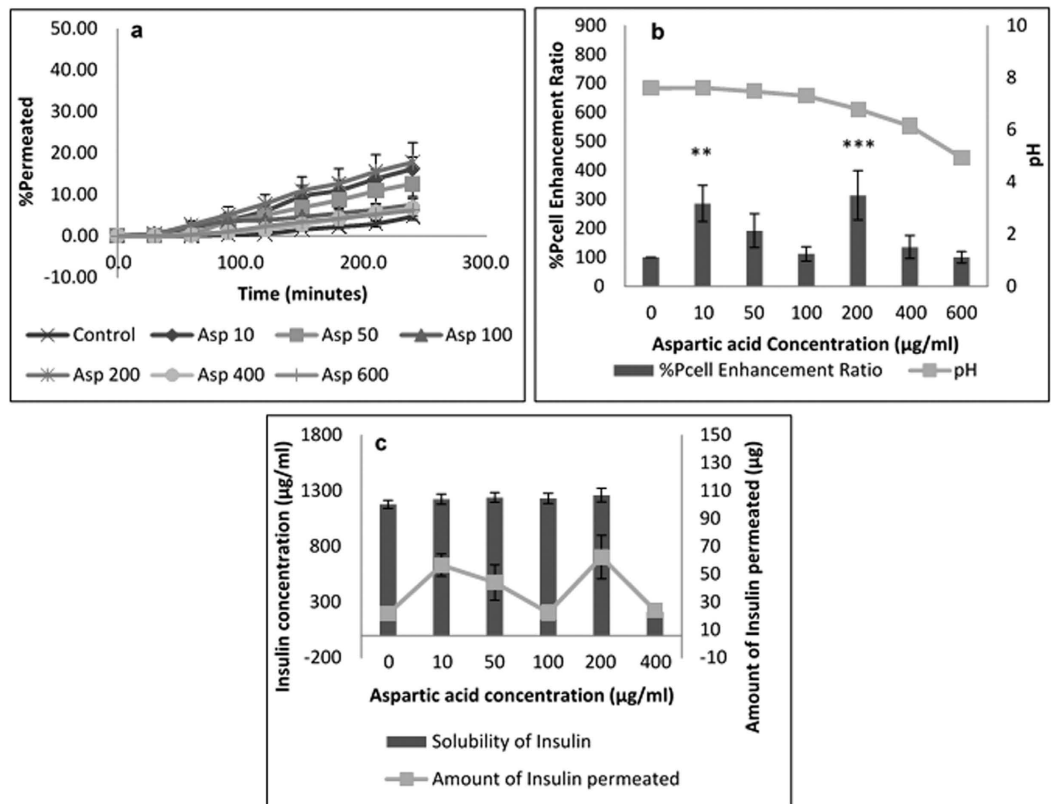 a
50.00
40.00
30.00
20.00
10.00
0.00
-10.00
%Permeated
0.0
100.0
200.0
300.0
Time (minutes)
Control
Asp 10
Asp 50
Asp 100
Asp 200
Asp 400
Asp 600
b
900
800
700
600
500
400
300
200
100
0
%Pcell Enhancement Ratio
10
8
6
4
2
0
pH
**
***
0 10 50 100 200 400 600
Aspartic acid Concentration (µg/ml)
%Pcell Enhancement Ratio
pH
c
1800
1300
800
300
-200
Insulin concentration (µg/ml)
150
130
110
90
70
50
30
10
-10
Amount of Insulin permeated (µg)
0 10 50 100 200 400
Aspartic acid concentration (µg/ml)
Solubility of Insulin
Amount of Insulin permeated